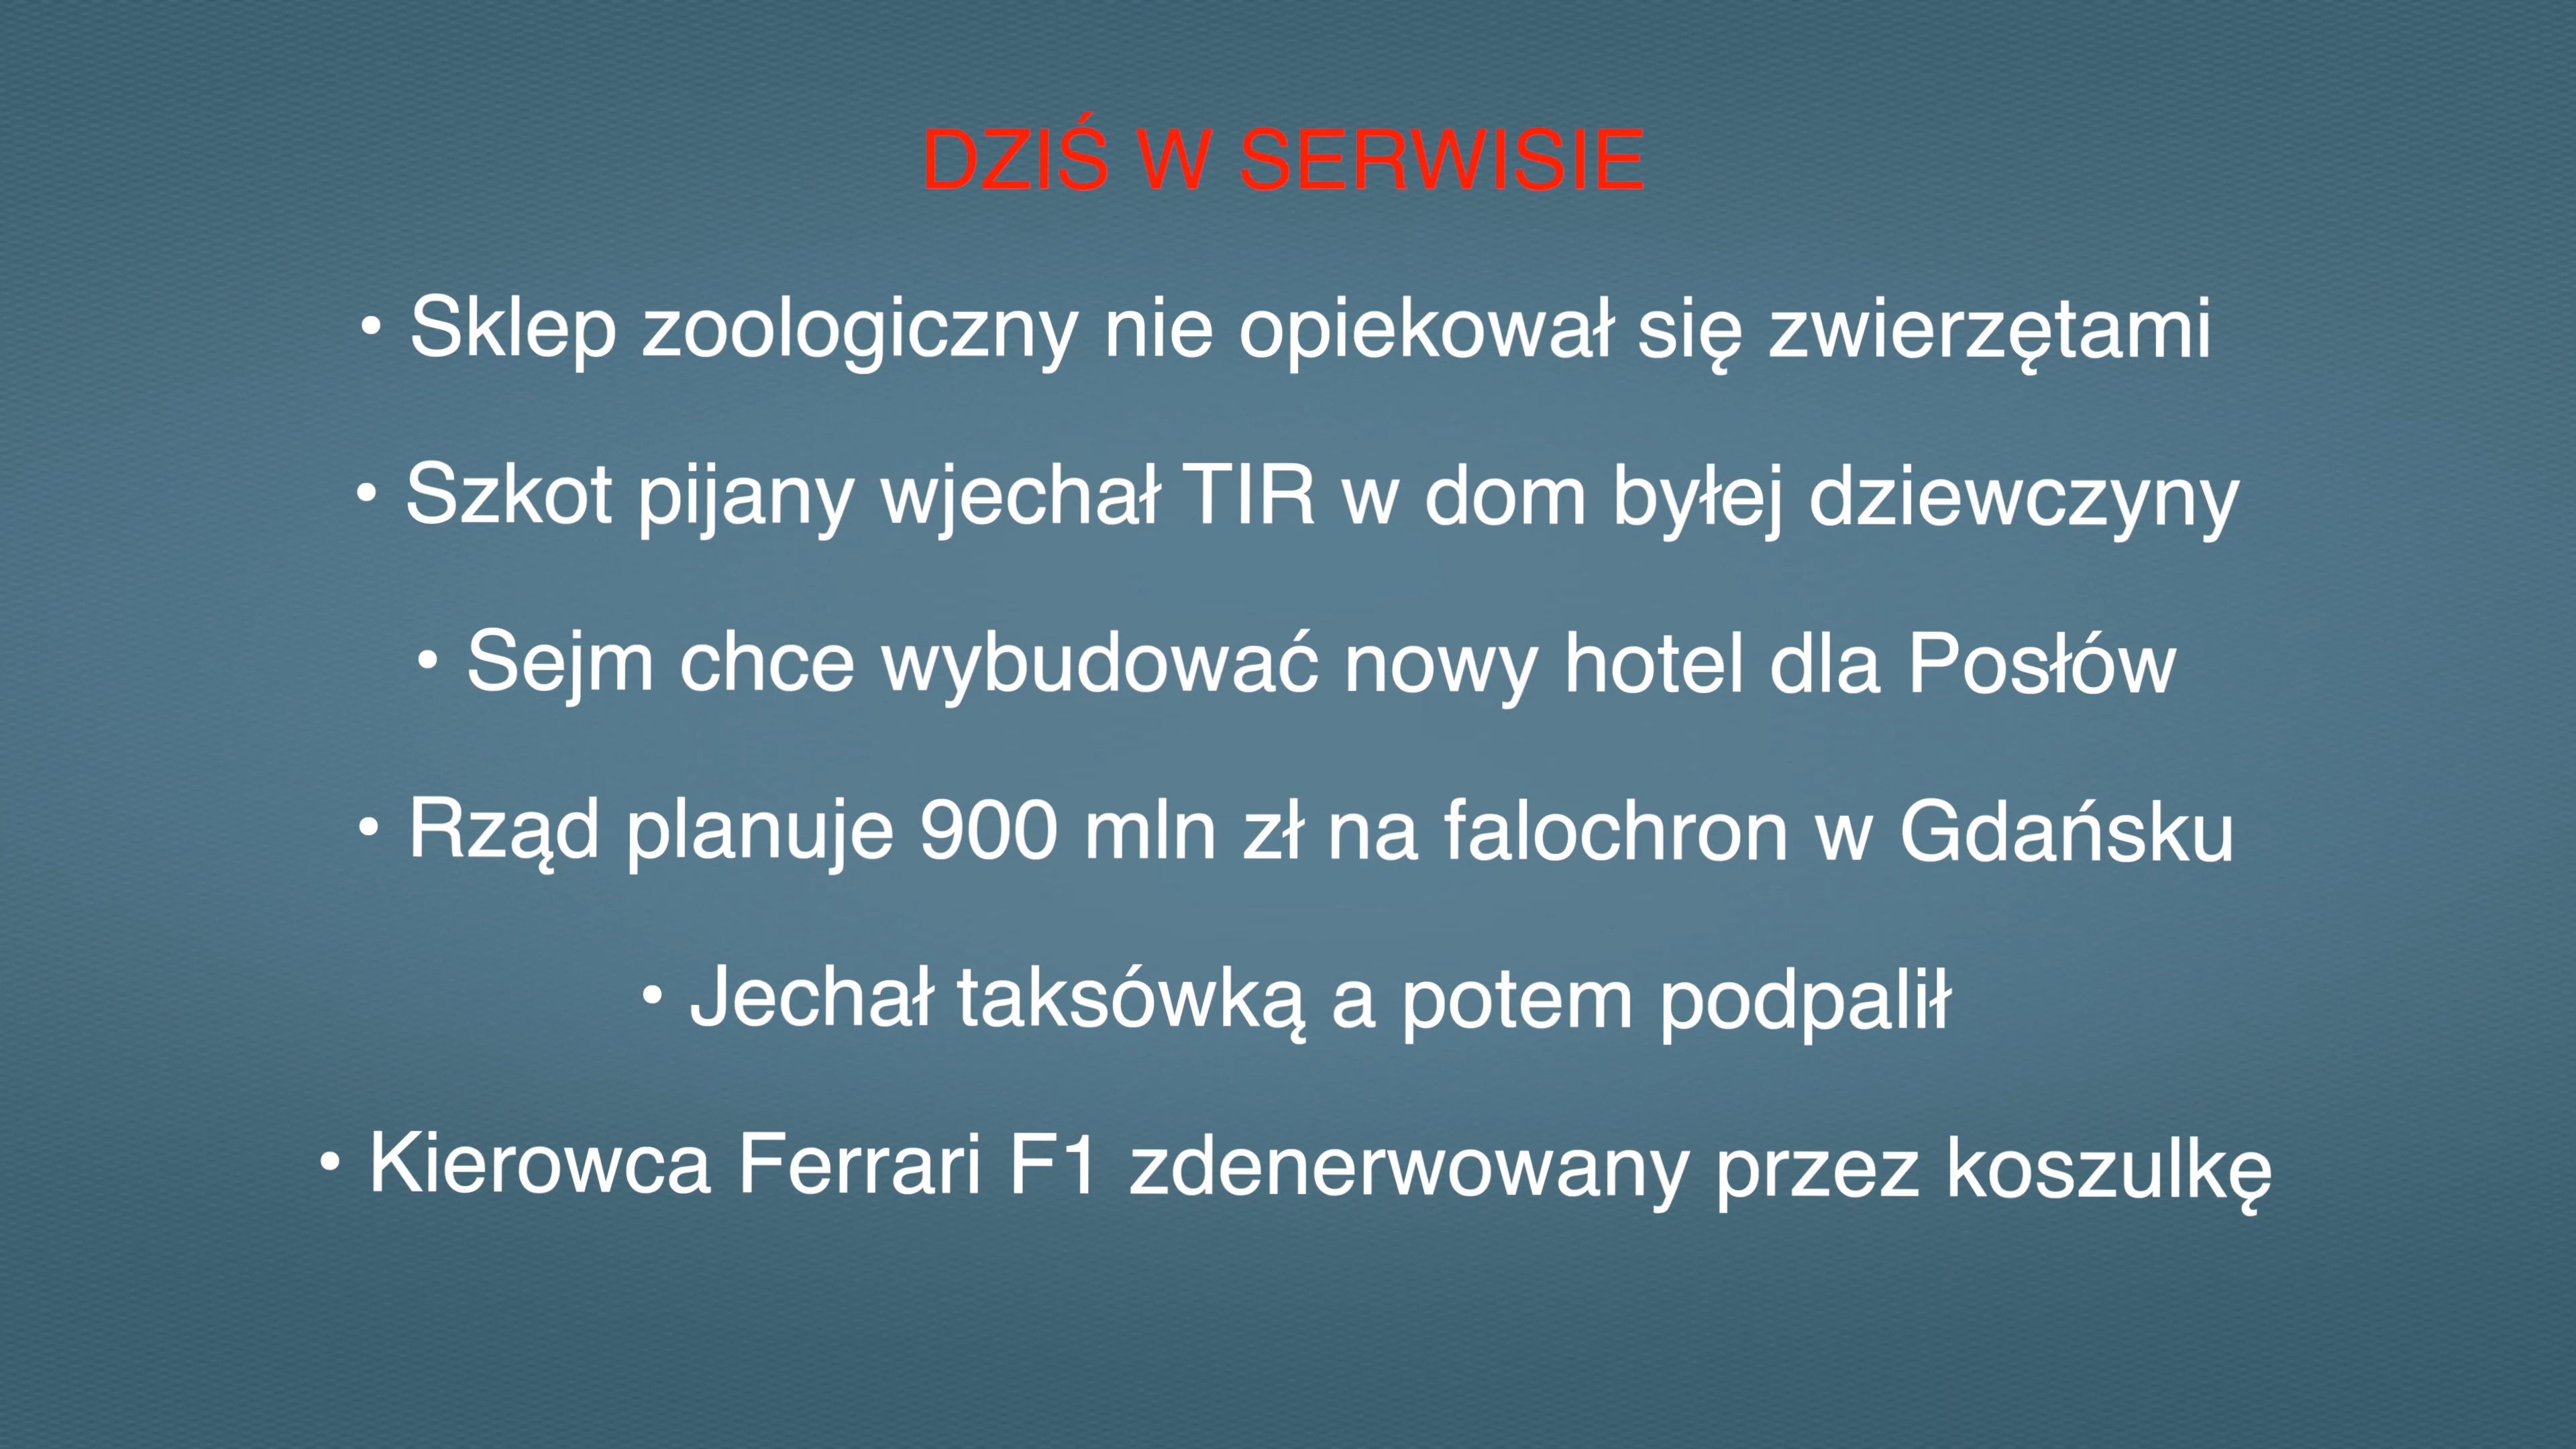 DZIŚ W SERWISIE
• Sklep zoologiczny nie opiekował się zwierzętami
• Szkot pijany wjechał TIR w dom byłej dziewczyny
• Sejm chce wybudować nowy hotel dla Posłów
• Rząd planuje 900 mln zł na falochron w Gdańsku
• Jechał taksówką a potem podpalił
• Kierowca Ferrari F1 zdenerwowany przez koszulkę